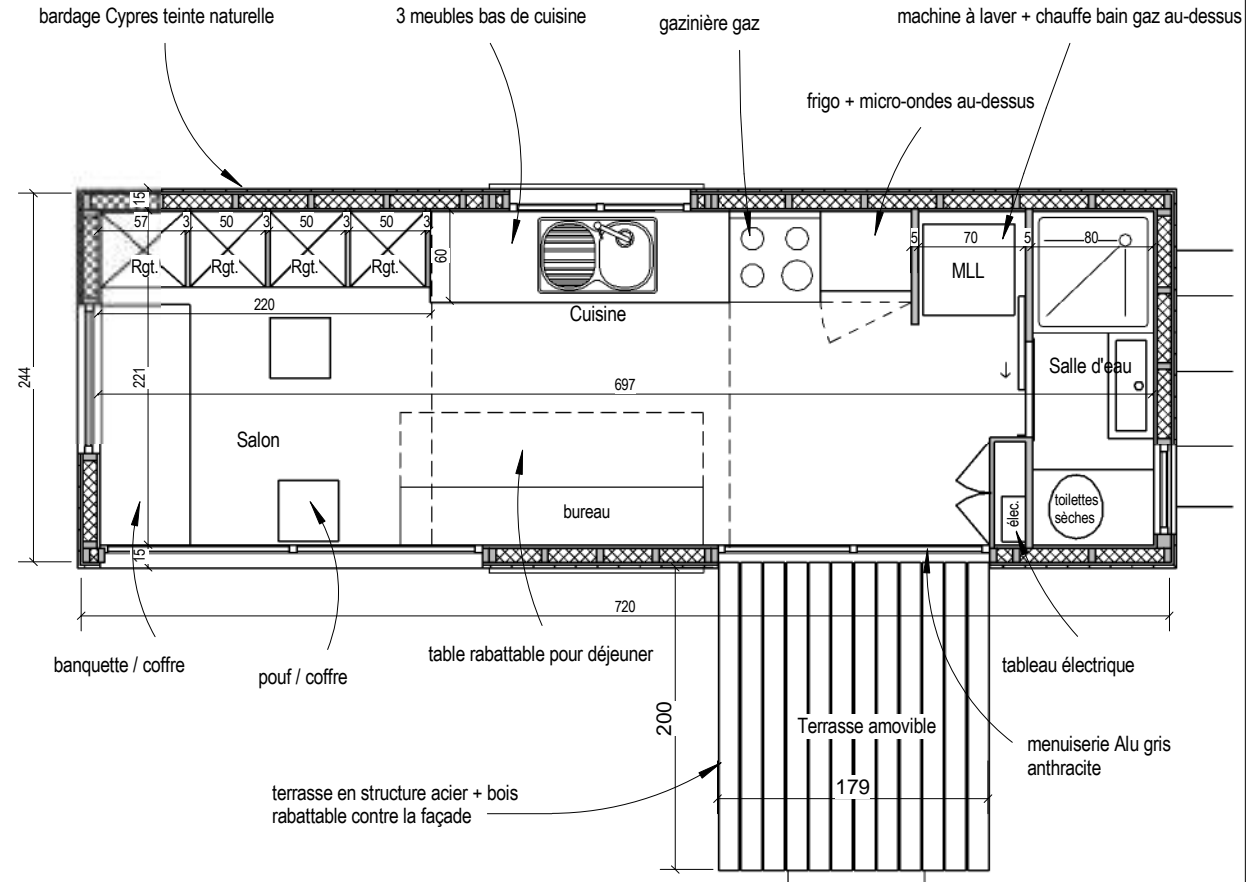 bardage Cypres teinte naturelle
3 meubles bas de cuisine
gazinière gaz
machine à laver + chauffe bain gaz au-dessus
frigo + micro-ondes au-dessus
15
57 3 50 3 50 3 50 3
Rgt. Rgt. Rgt. Rgt.
60
5 70 5 80
MLL
220
Cuisine
Salle d'eau
244
221
697
Salon
bureau
élec.
toilettes
sèches
15
720
banquette / coffre
pouf / coffre
table rabattable pour déjeuner
tableau électrique
200
Terrasse amovible
179
menuiserie Alu gris
anthracite
terrasse en structure acier + bois
rabattable contre la façade